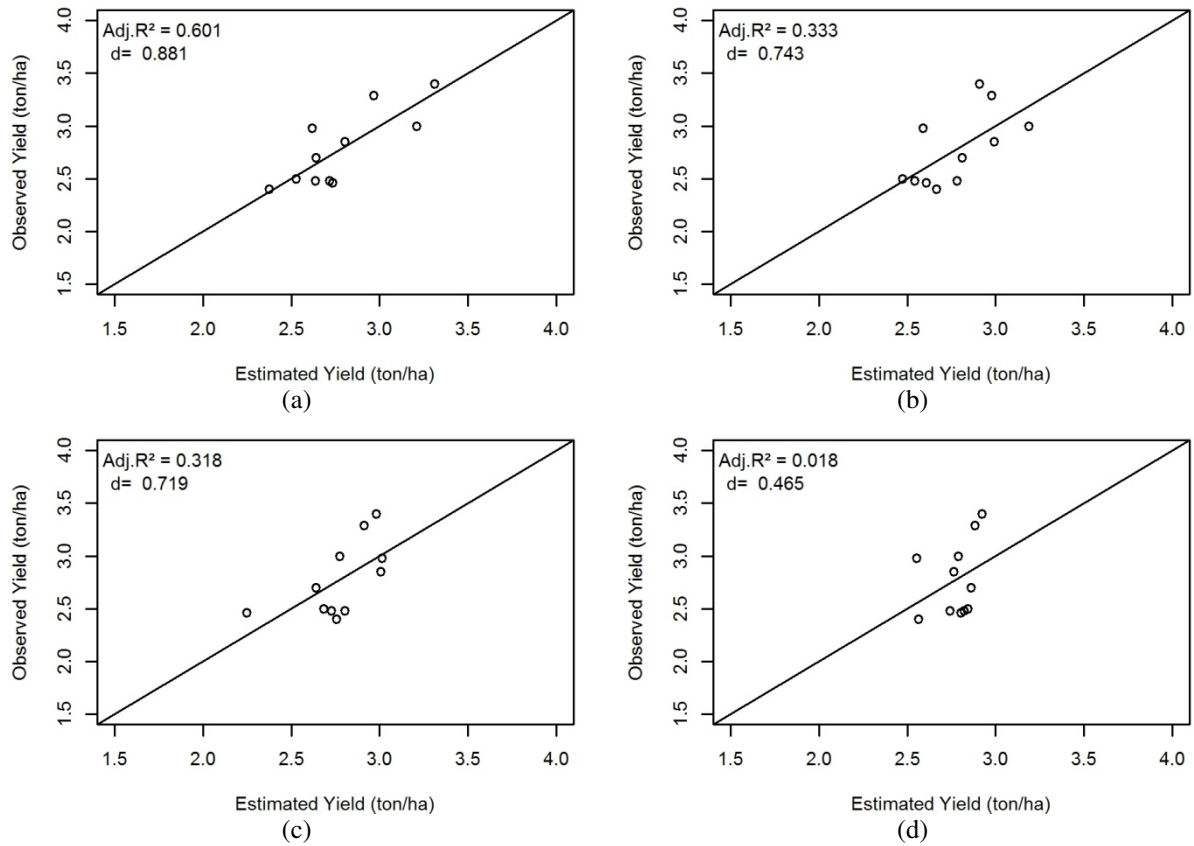 Adj.R² = 0.601
d= 0.881
Observed Yield (ton/ha)
4.0
3.5
3.0
2.5
2.0
1.5
1.5 2.0 2.5 3.0 3.5 4.0
Estimated Yield (ton/ha)
(a)
Adj.R² = 0.333
d= 0.743
Observed Yield (ton/ha)
4.0
3.5
3.0
2.5
2.0
1.5
1.5 2.0 2.5 3.0 3.5 4.0
Estimated Yield (ton/ha)
(b)
Adj.R² = 0.318
d= 0.719
Observed Yield (ton/ha)
4.0
3.5
3.0
2.5
2.0
1.5
1.5 2.0 2.5 3.0 3.5 4.0
Estimated Yield (ton/ha)
(c)
Adj.R² = 0.018
d= 0.465
Observed Yield (ton/ha)
4.0
3.5
3.0
2.5
2.0
1.5
1.5 2.0 2.5 3.0 3.5 4.0
Estimated Yield (ton/ha)
(d)